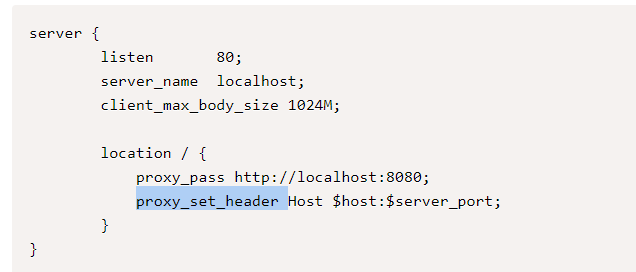 server {
listen 80;
server_name localhost;
client_max_body_size 1024M;
location / {
proxy_pass http://localhost:8080;
proxy_set_header Host $host:$server_port;
}
}